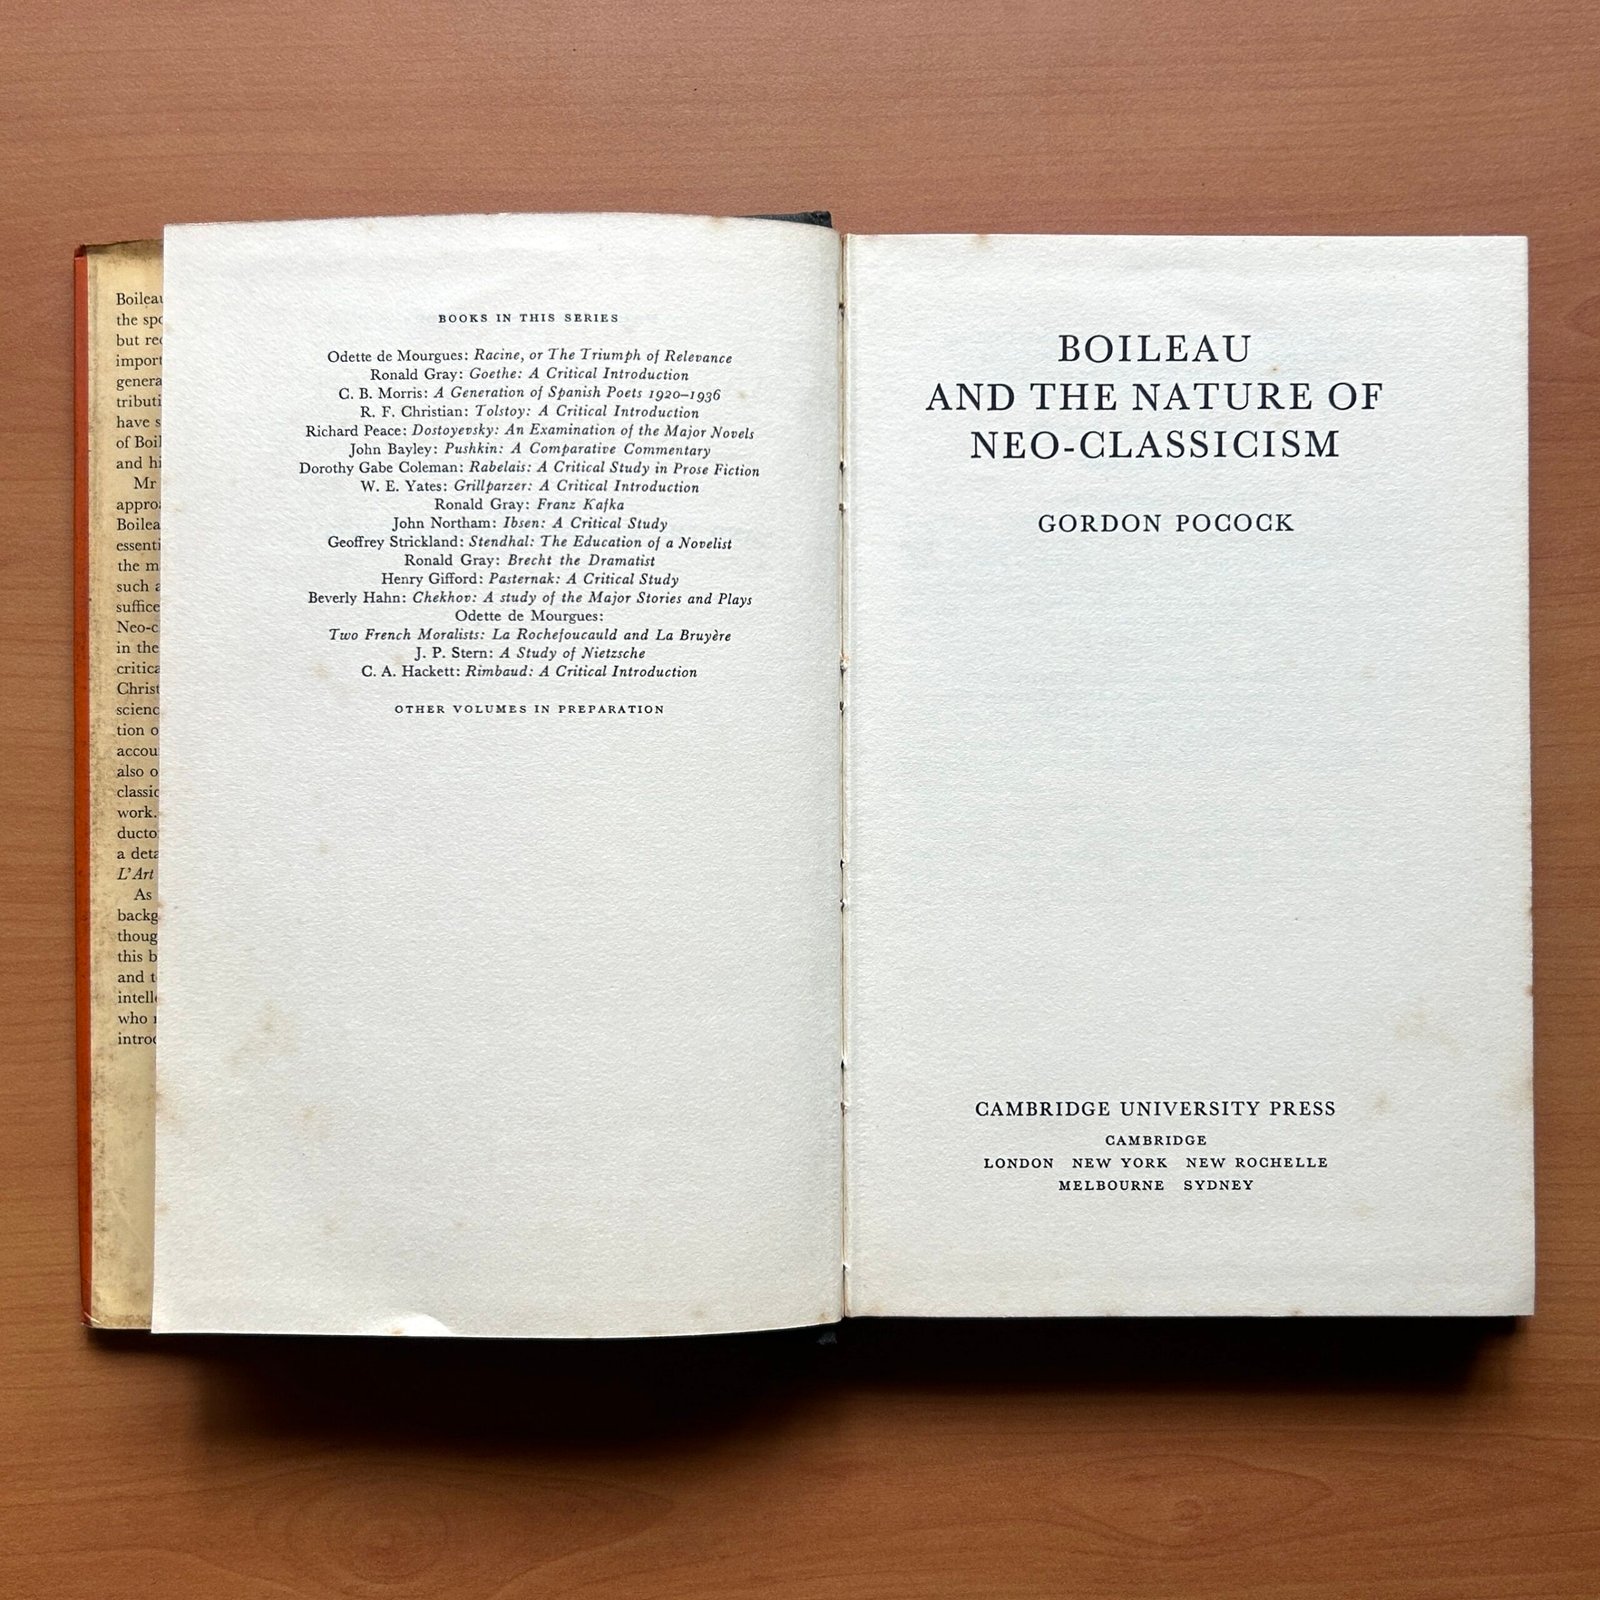 Boileau
the spo
but rec
import
genera
tributi
have s
of Boil
and hi
Mr
appro
Boilea
essenti
the m
such a
suffice
Neo-c
in the
critica
Christ
scienc
tion o
accou
also o
classic
work.
ducto
a deta
L'Art
As
backg
thoug
this b
and t
intell
who
introd
BOOKS IN THIS SERIES
Odette de Mourgues: Racine, or The Triumph of Relevance
Ronald Gray: Goethe: A Critical Introduction
C. B. Morris: A Generation of Spanish Poets 1920–1936
R. F. Christian: Tolstoy: A Critical Introduction
Richard Peace: Dostoyevsky: An Examination of the Major Novels
John Bayley: Pushkin: A Comparative Commentary
Dorothy Gabe Coleman: Rabelais: A Critical Study in Prose Fiction
W. E. Yates: Grillparzer: A Critical Introduction
Ronald Gray: Franz Kafka
John Northam: Ibsen: A Critical Study
Geoffrey Strickland: Stendhal: The Education of a Novelist
Ronald Gray: Brecht the Dramatist
Henry Gifford: Pasternak: A Critical Study
Beverly Hahn: Chekhov: A study of the Major Stories and Plays
Odette de Mourgues:
Two French Moralists: La Rochefoucauld and La Bruyère
J. P. Stern: A Study of Nietzsche
C. A. Hackett: Rimbaud: A Critical Introduction
OTHER VOLUMES IN PREPARATION
BOILEAU
AND THE NATURE OF
NEO-CLASSICISM
GORDON POCOCK
CAMBRIDGE UNIVERSITY PRESS
CAMBRIDGE
LONDON NEW YORK NEW ROCHELLE
MELBOURNE SYDNEY